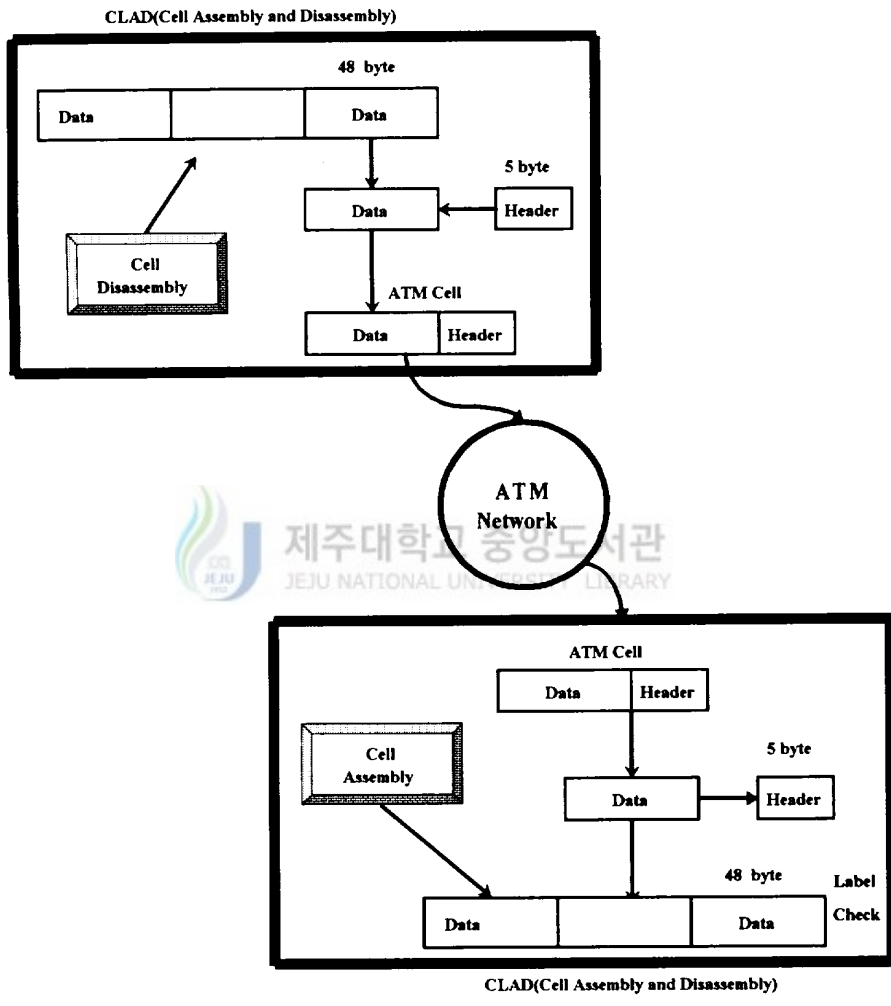 CLAD(Cell Assembly and Disassembly)
48 byte
Data
Data
5 byte
Data
Header
Cell
Disassembly
ATM Cell
Data
Header
ATM
Network
제주대학교 중앙도서관
JEJU NATIONAL UNIVERSITY LIBRARY
JEJU
1952
ATM Cell
Data
Header
Cell
Assembly
5 byte
Data
Header
48 byte
Label
Check
Data
Data
CLAD(Cell Assembly and Disassembly)